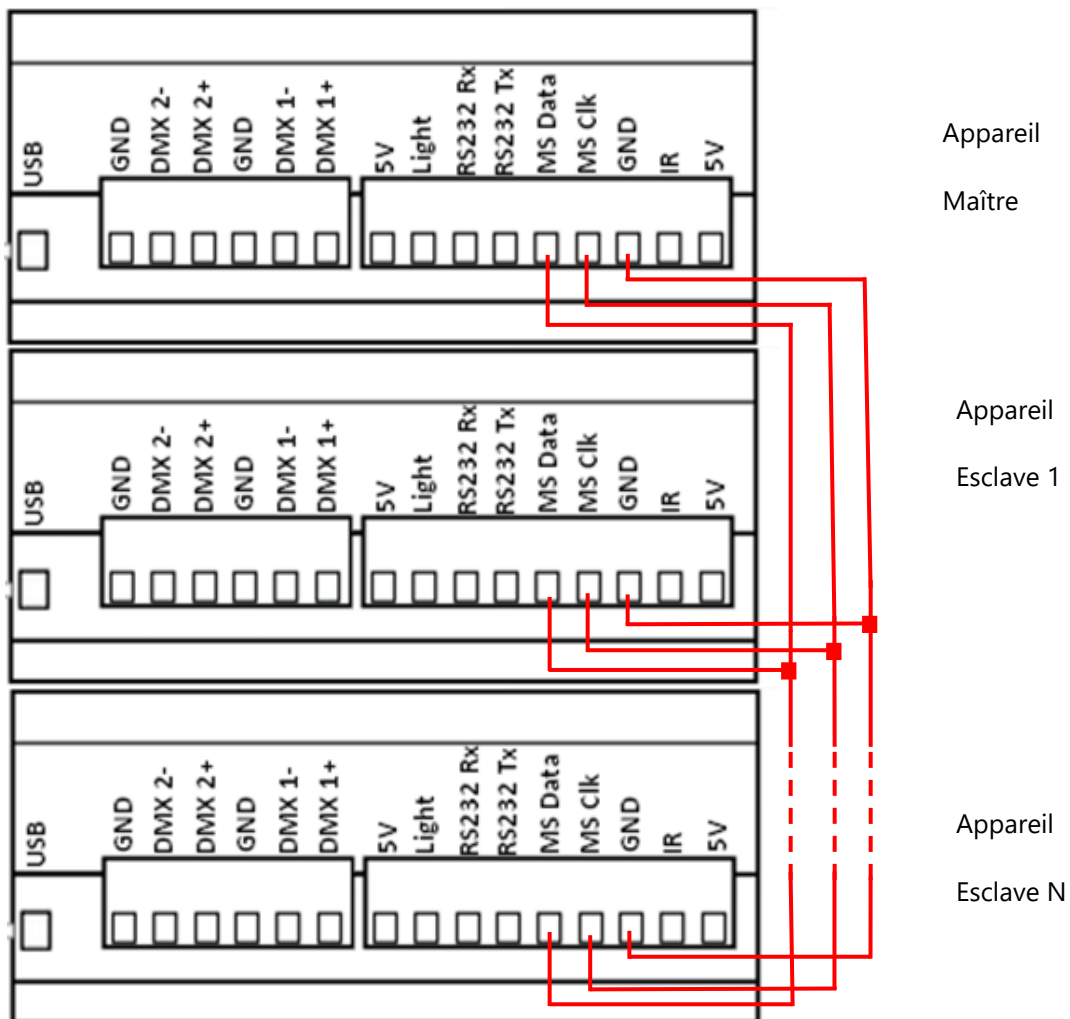 USB
GND
DMX 2-
DMX 2+
GND
DMX 1-
DMX 1+
5V
Light
RS232 Rx
RS232 Tx
MS Data
MS Clk
GND
IR
5V
Appareil
Maître
USB
GND
DMX 2-
DMX 2+
GND
DMX 1-
DMX 1+
5V
Light
RS232 Rx
RS232 Tx
MS Data
MS Clk
GND
IR
5V
Appareil
Esclave 1
USB
GND
DMX 2-
DMX 2+
GND
DMX 1-
DMX 1+
5V
Light
RS232 Rx
RS232 Tx
MS Data
MS Clk
GND
IR
5V
Appareil
Esclave N